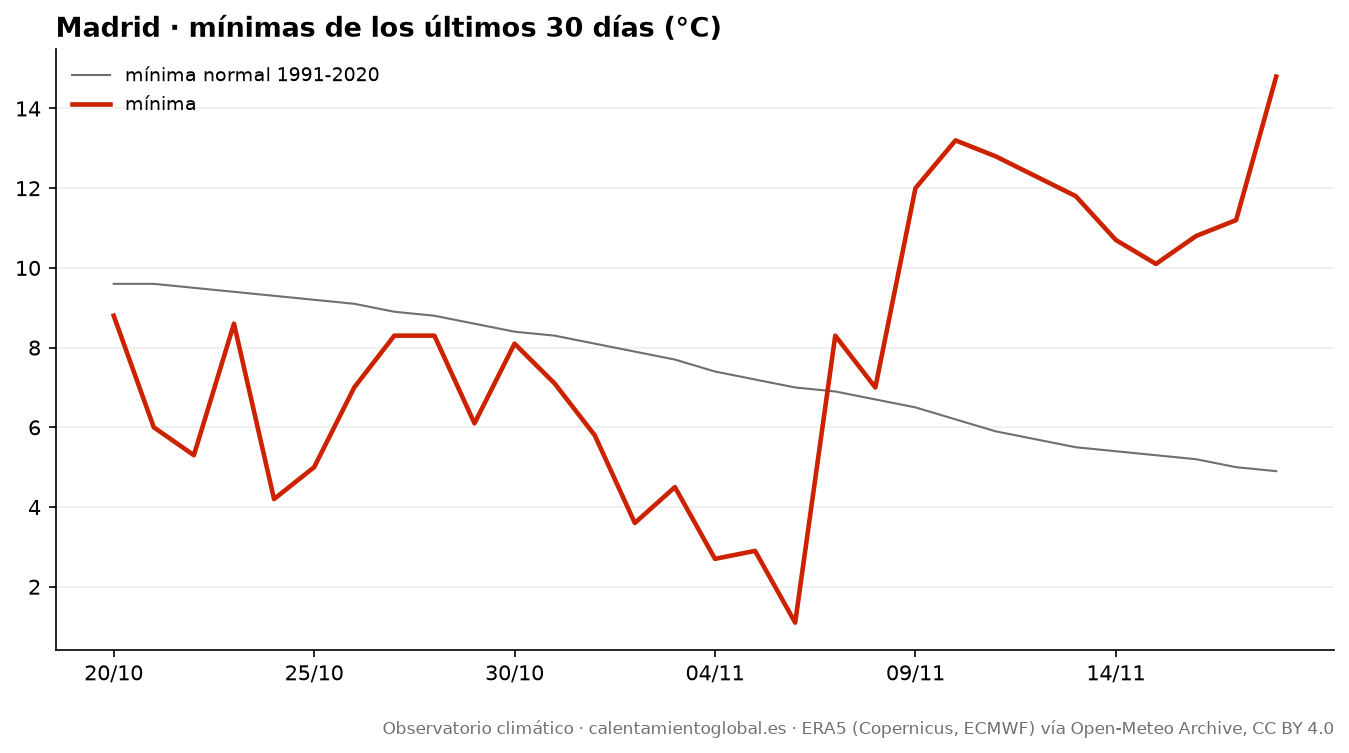 Madrid · mínimas de los últimos 30 días (°C)
mínima normal 1991-2020
mínima
14
12
10
8
6
4
2
20/10 25/10 30/10 04/11 09/11 14/11
Observatorio climático · calentamientoglobal.es · ERA5 (Copernicus, ECMWF) vía Open-Meteo Archive, CC BY 4.0